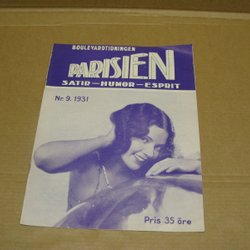 BOULEVARDTIDNINGEN
PARISIEN
SATIR — HUMOR — ESPRIT
Nr. 9. 1931
Pris 35 öre